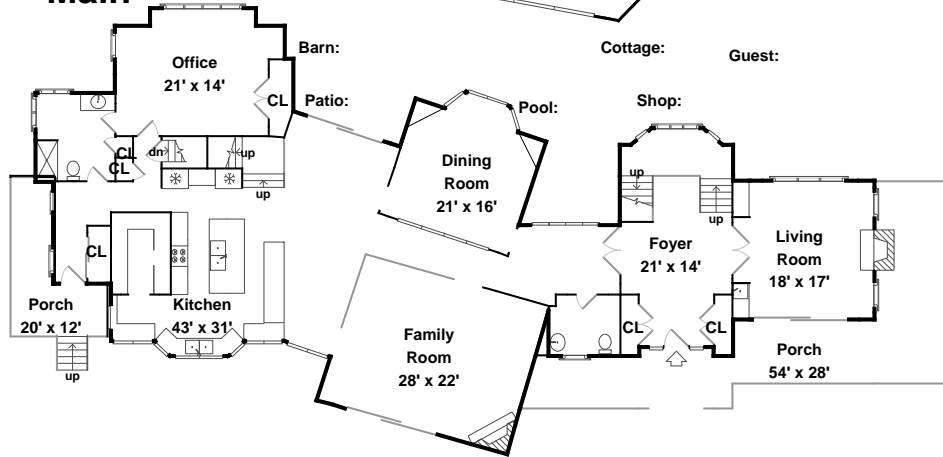 Main
Barn:
Cottage:
Guest:
Office
21' x 14'
CL
Patio:
Pool:
Shop:
CL
CL
dn
up
up
Dining
Room
21' x 16'
up
up
Foyer
21' x 14'
Living
Room
18' x 17'
CL
Porch
20' x 12'
Kitchen
43' x 31'
up
Family
Room
28' x 22'
CL
CL
Porch
54' x 28'